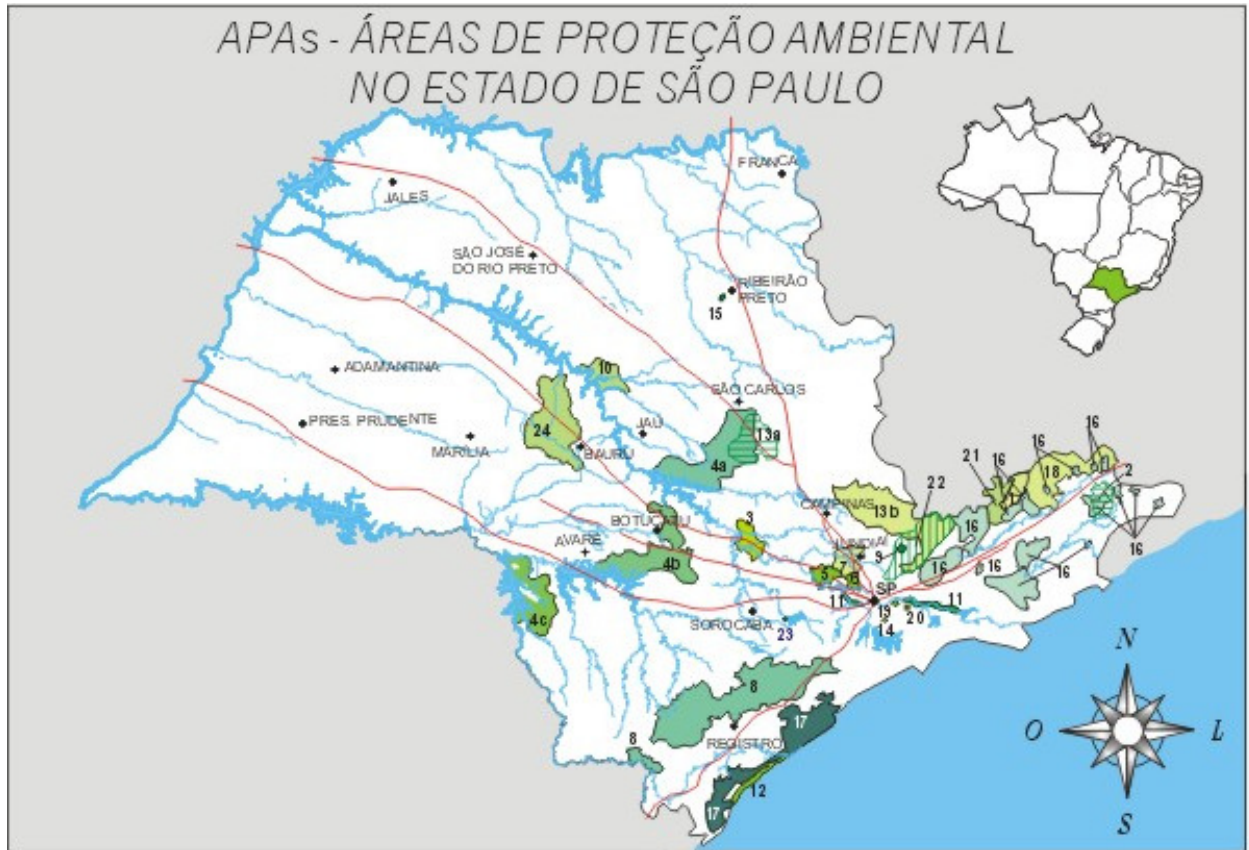 APAs - ÁREAS DE PROTEÇÃO AMBIENTAL
NO ESTADO DE SÃO PAULO
FRANCA
JALES
SÃO JOSÉ
DO RIO PRETO
RIBEIRÃO
PRETO
15
ADAMANTINA
10
SÃO CARLOS
PRES. PRUDENTE
MARÍLIA
24
BAURU
JAÚ
13a
4a
16
16
21
16
18
2
22
CAMPINAS
13b
3
BOTUCATU
AVARÉ
4b
JUNDIAÍ
9
16
16
16
16
16
7
5
6
11
SP
11
4c
SOROCABA
23
19
20
14
8
17
REGISTRO
8
12
17
N
O
L
S